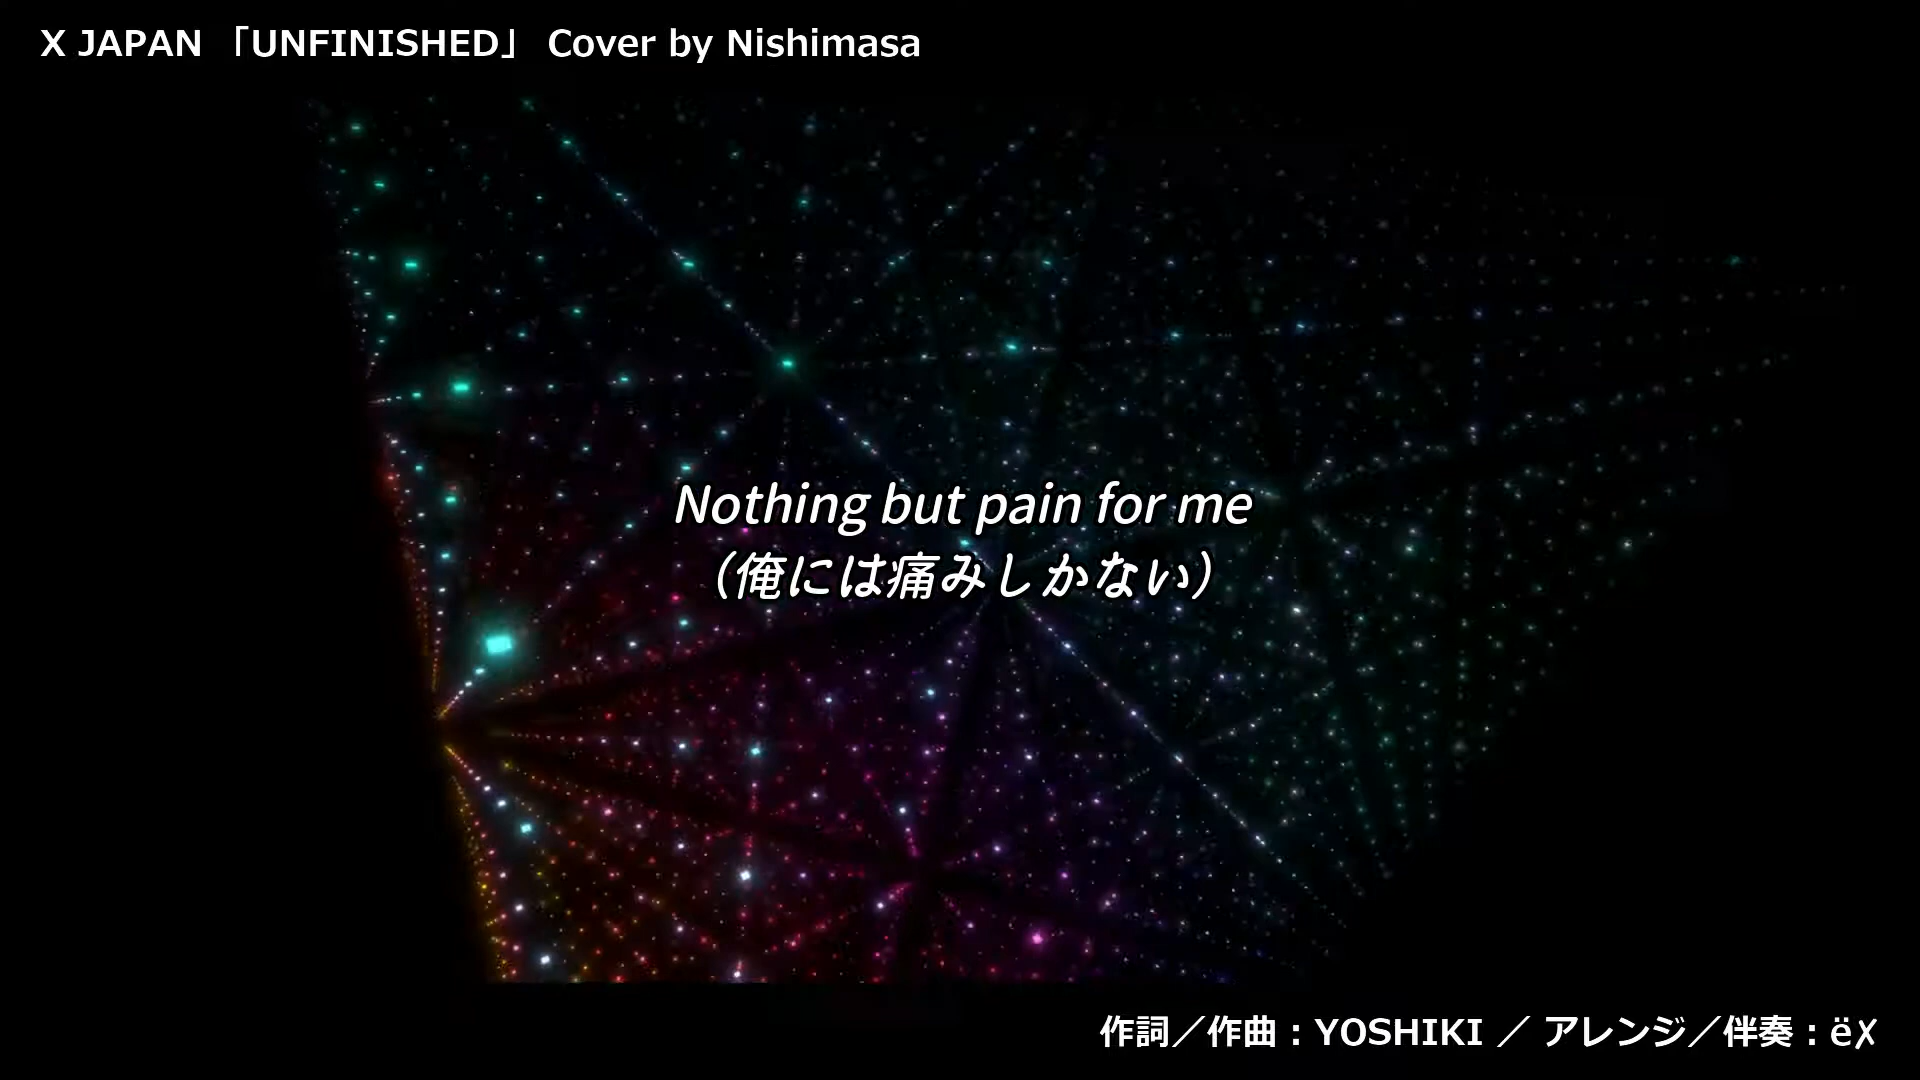 X JAPAN 「UNFINISHED」 Cover by Nishimasa
Nothing but pain for me
（俺には痛みしかない）
作詞／作曲：YOSHIKI ／ アレンジ／伴奏：ёχ